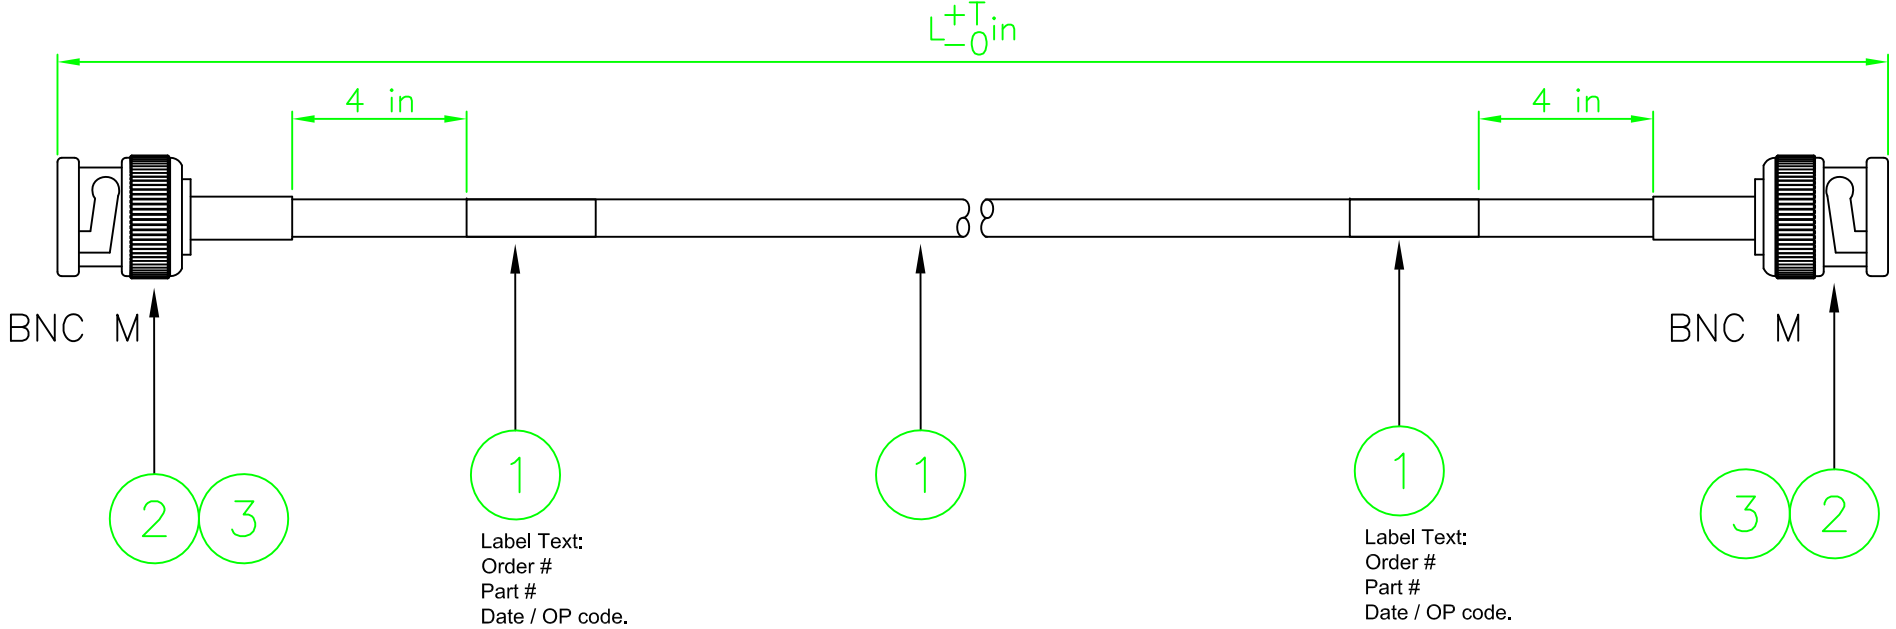 L +T -0 in
4 in
4 in
BNC M
BNC M
1
1
1
2 3
3 2
Label Text:
Order #
Part #
Date / OP code.
Label Text:
Order #
Part #
Date / OP code.